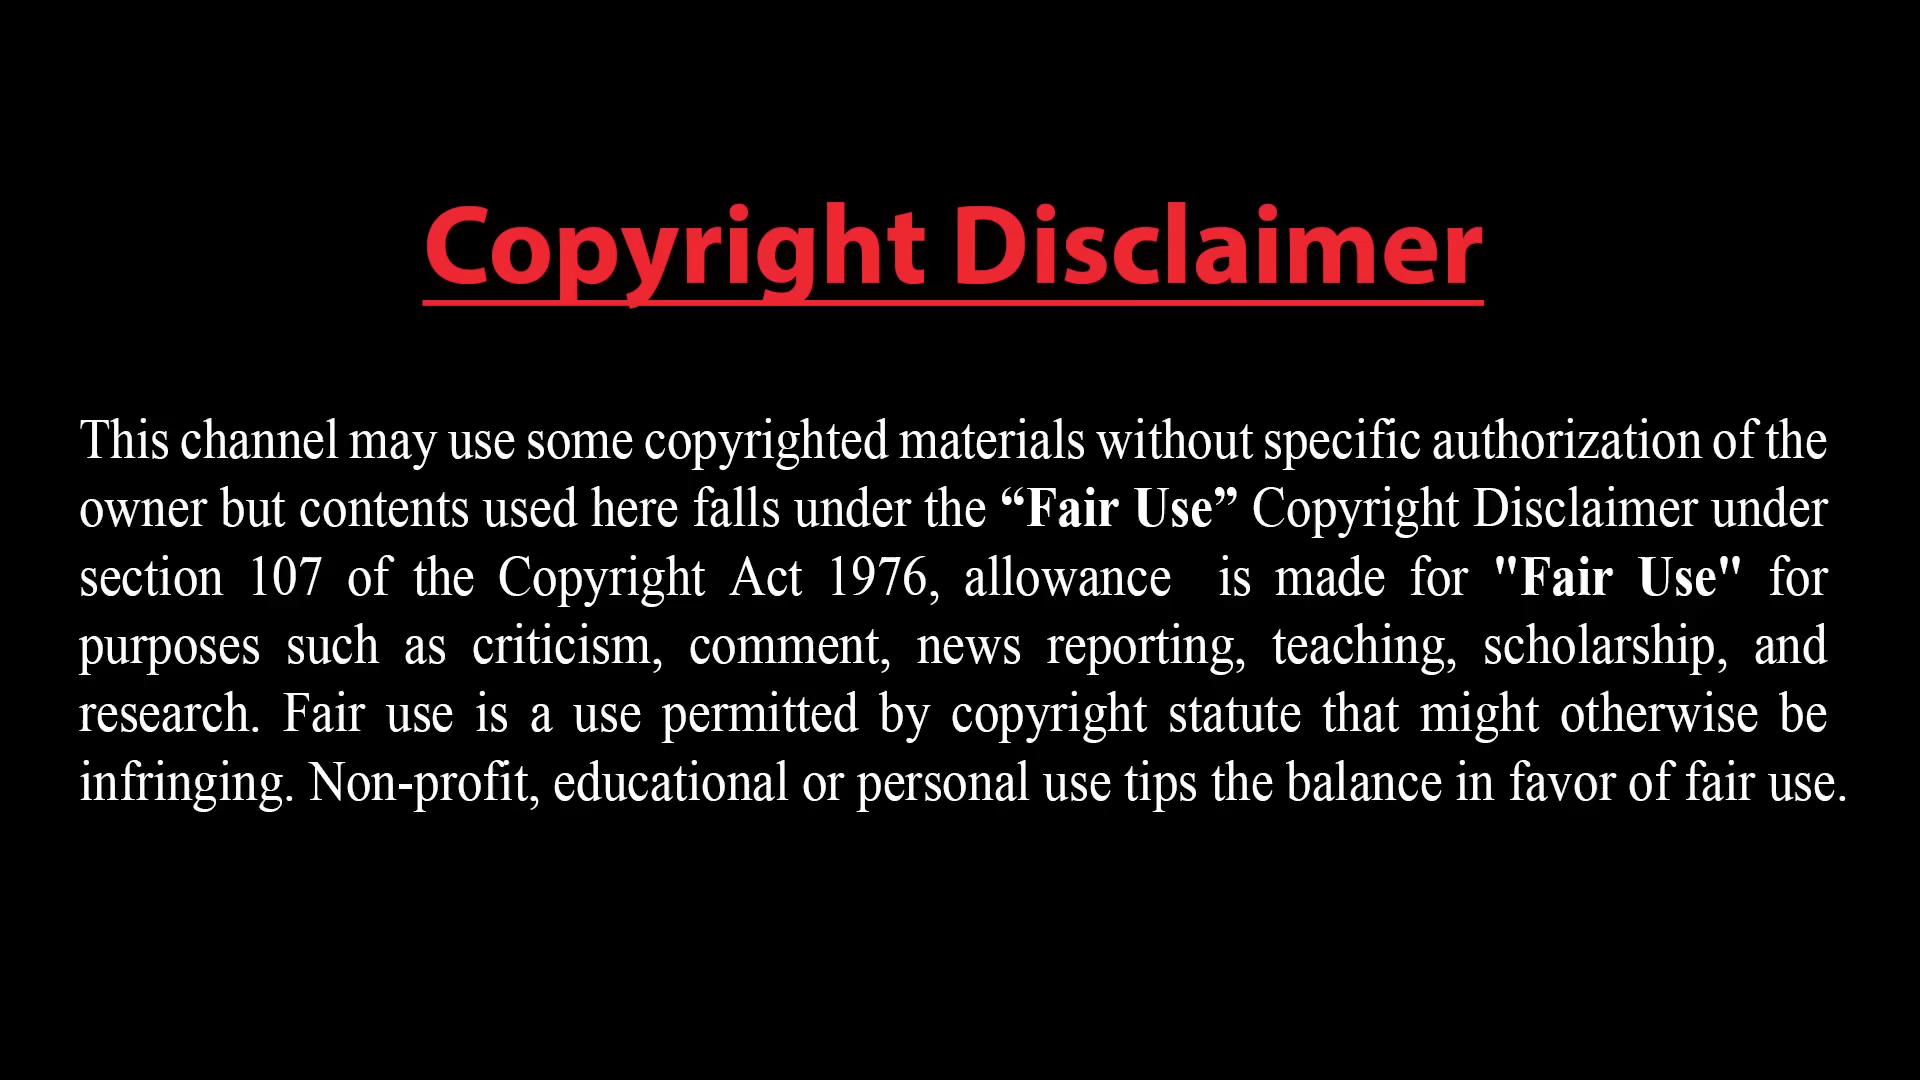 Copyright Disclaimer
This channel may use some copyrighted materials without specific authorization of the
owner but contents used here falls under the “Fair Use” Copyright Disclaimer under
section 107 of the Copyright Act 1976, allowance  is made for "Fair Use" for
purposes such as criticism, comment, news reporting, teaching, scholarship, and
research. Fair use is a use permitted by copyright statute that might otherwise be
infringing. Non-profit, educational or personal use tips the balance in favor of fair use.